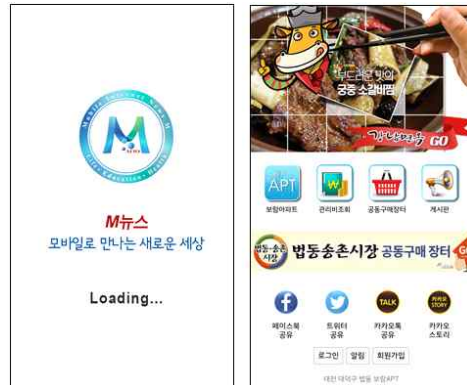 M뉴스
모바일로 만나는 새로운 세상
Loading...
부드러운 맛의
궁중 소갈비찜
GO
APT
보람아파트
관리비조회
공동구매장터
게시판
법동·송촌
시장
법동송촌시장 공동구매 장터
페이스북
공유
트위터
공유
TALK
카카오톡
공유
카카오
STORY
카카오
스토리
로그인 알림 회원가입
대전 대덕구 법동 보람APT